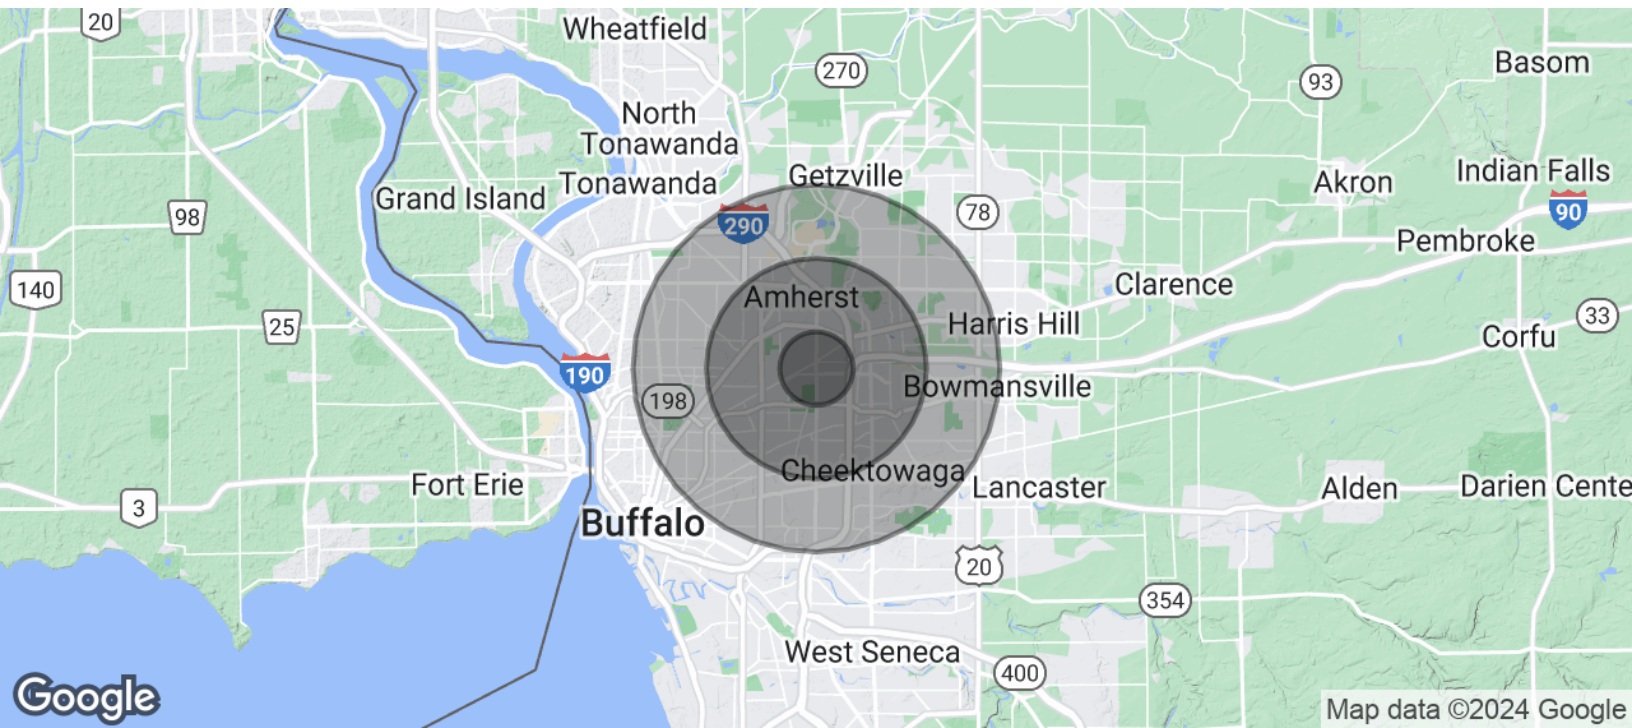 20
Wheatfield
270
Basom
93
North
Tonawanda
Tonawanda
Getzville
Indian Falls
Akron
Grand Island
98
290
78
90
Pembroke
140
Amherst
Clarence
25
Harris Hill
33
Corfu
190
198
Bowmansville
Cheektowaga
Fort Erie
Lancaster
Alden
Darien Cente
3
Buffalo
20
354
West Seneca
400
Google
Map data ©2024 Google